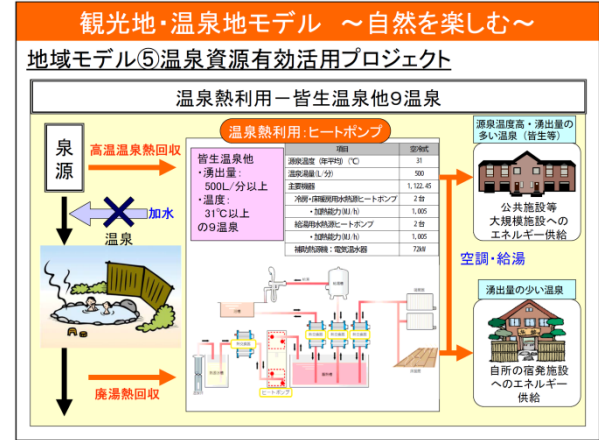 観光地・温泉地モデル ～自然を楽しむ～
地域モデル⑤温泉資源有効活用プロジェクト
温泉熱利用－皆生温泉他9温泉
泉
源
高温温泉熱回収
加水
温泉
廃湯熱回収
温泉熱利用：ヒートポンプ
皆生温泉他
・湧出量：
500L/分以上
・温度：
31℃以上
の9温泉
項目 空冷式
源泉温度（年平均）（℃） 31
温泉湯量(L/分) 500
主要機器 1,122.45
冷房・床暖房用水熱源ヒートポンプ 2台
・加熱能力(MJ/h) 1,005
給湯用水熱源ヒートポンプ 2台
・加熱能力(MJ/h) 1,005
補助熱源機：電気温水器 72kW
ヒートポンプ
空調・給湯
源泉温度高・湧出量の
多い温泉（皆生等）
公共施設等
大規模施設への
エネルギー供給
湧出量の少い温泉
自所の宿発施設
へのエネルギー
供給